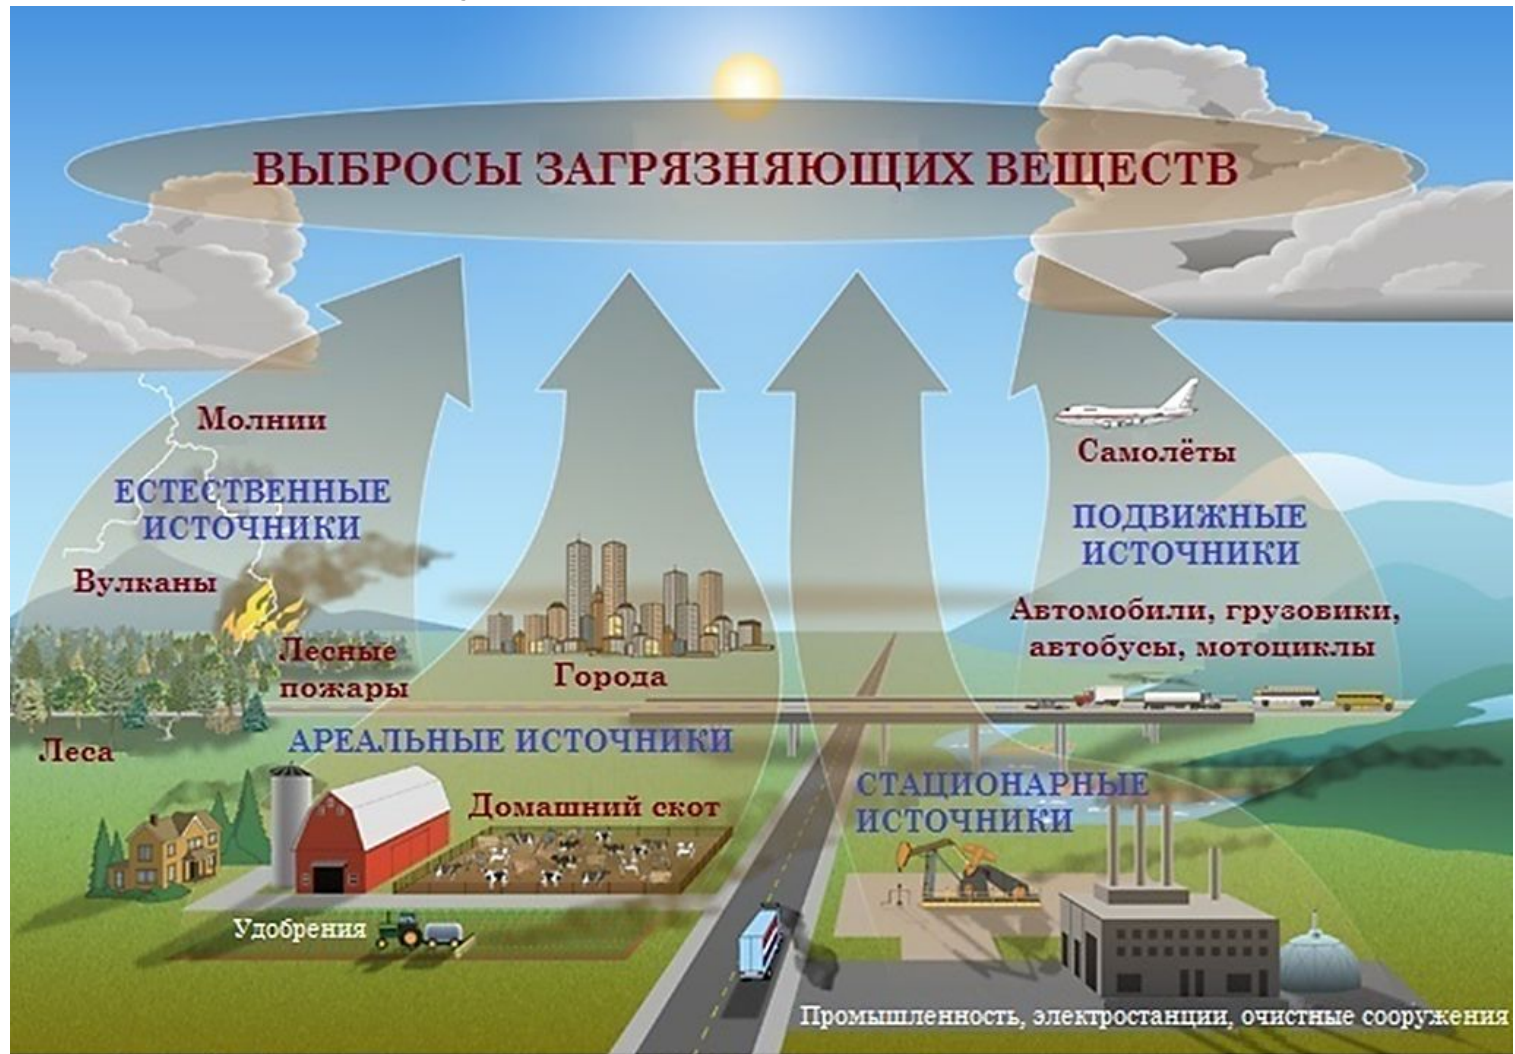 ВЫБРОСЫ ЗАГРЯЗНЯЮЩИХ ВЕЩЕСТВ
Молнии
ЕСТЕСТВЕННЫЕ
ИСТОЧНИКИ
Вулканы
Лесные
пожары
Леса
Города
АРЕАЛЬНЫЕ ИСТОЧНИКИ
Домашний скот
Удобрения
Самолёты
ПОДВИЖНЫЕ
ИСТОЧНИКИ
Автомобили, грузовики,
автобусы, мотоциклы
СТАЦИОНАРНЫЕ
ИСТОЧНИКИ
Промышленность, электростанции, очистные сооружения